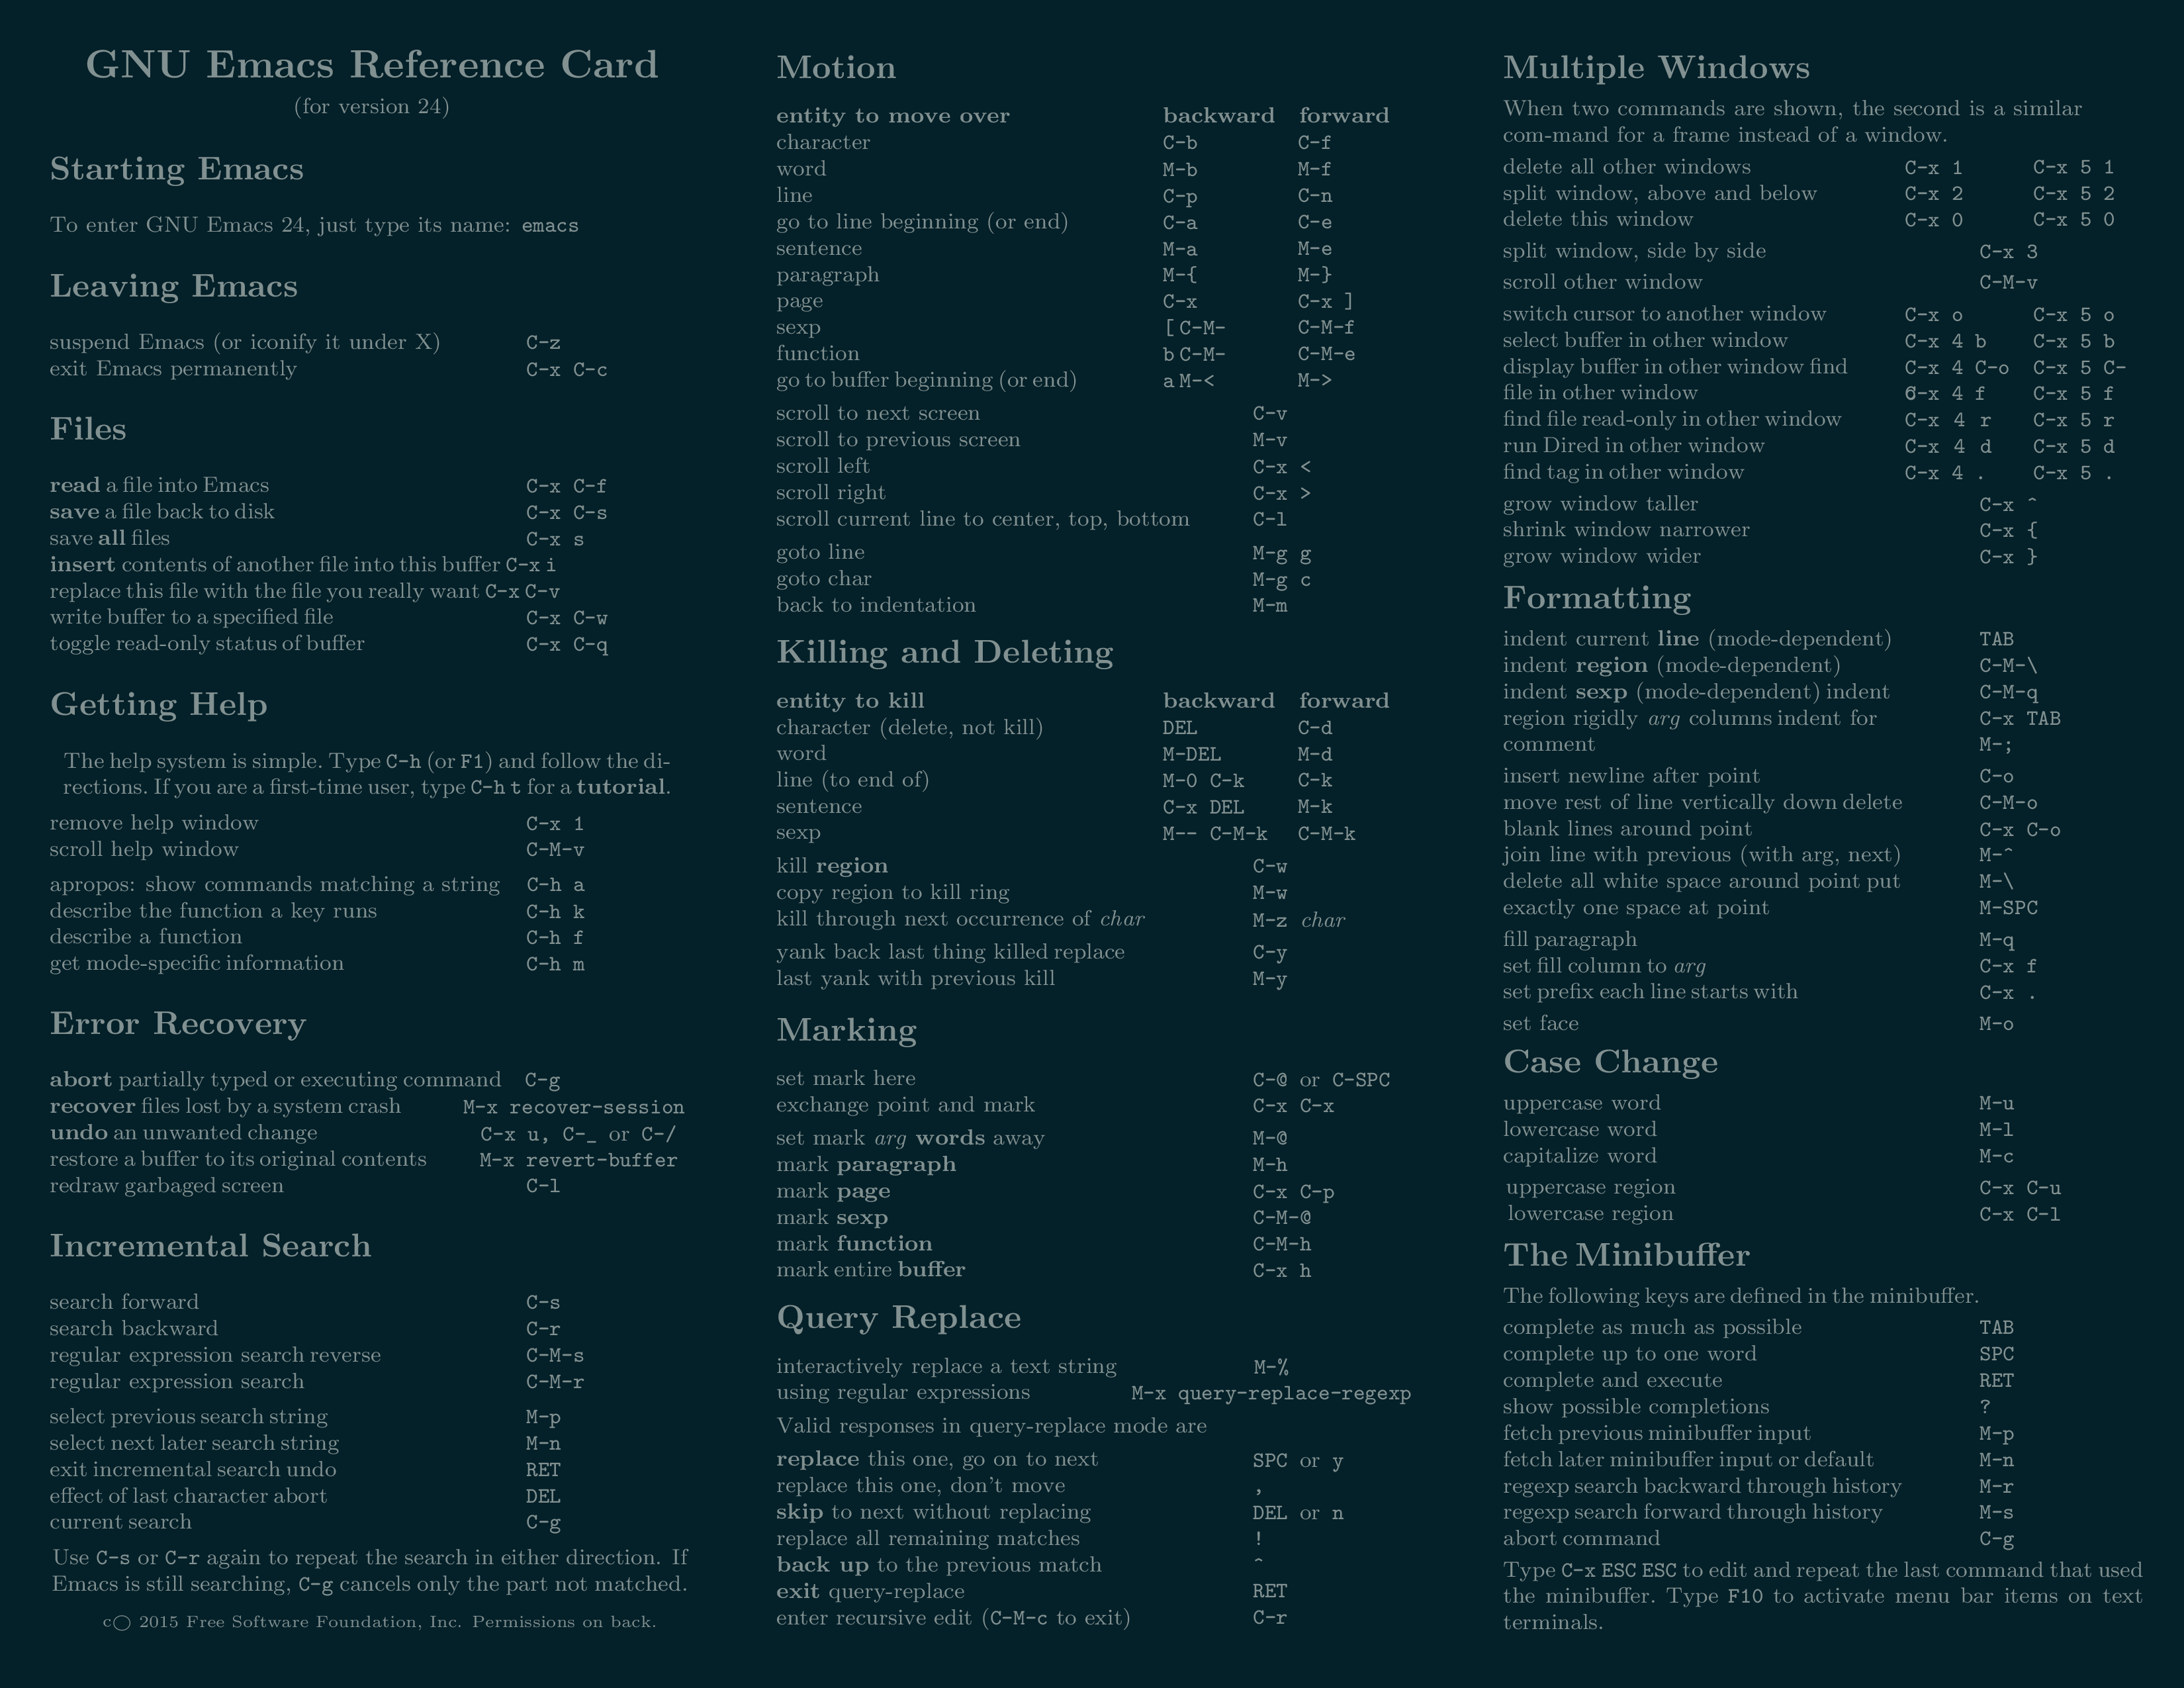 GNU Emacs Reference Card
(for version 24)
Starting Emacs
To enter GNU Emacs 24, just type its name: emacs
Leaving Emacs
suspend Emacs (or iconify it under X) C-z
exit Emacs permanently C-x C-c
Files
read a file into Emacs C-x C-f
save a file back to disk C-x C-s
save all files C-x s
insert contents of another file into this buffer C-x i
replace this file with the file you really want C-x C-v
write buffer to a specified file C-x C-w
toggle read-only status of buffer C-x C-q
Getting Help
The help system is simple. Type C-h (or F1) and follow the di-
rections. If you are a first-time user, type C-h t for a tutorial.
remove help window C-x 1
scroll help window C-M-v
apropos: show commands matching a string C-h a
describe the function a key runs C-h k
describe a function C-h f
get mode-specific information C-h m
Error Recovery
abort partially typed or executing command C-g
recover files lost by a system crash M-x recover-session
undo an unwanted change C-x u, C-_ or C-/
restore a buffer to its original contents M-x revert-buffer
redraw garbaged screen C-l
Incremental Search
search forward C-s
search backward C-r
regular expression search reverse C-M-s
regular expression search C-M-r
select previous search string M-p
select next later search string M-n
exit incremental search undo RET
effect of last character abort DEL
current search C-g
Use C-s or C-r again to repeat the search in either direction. If
Emacs is still searching, C-g cancels only the part not matched.
c○ 2015 Free Software Foundation, Inc. Permissions on back.
Motion
entity to move over backward forward
character C-b C-f
word M-b M-f
line C-p C-n
go to line beginning (or end) C-a C-e
sentence M-a M-e
paragraph M-{ M-}
page C-x C-x ]
sexp [ C-M- C-M-f
function b C-M- C-M-e
go to buffer beginning (or end) a M-< M->
scroll to next screen C-v
scroll to previous screen M-v
scroll left C-x <
scroll right C-x >
scroll current line to center, top, bottom C-l
goto line M-g g
goto char M-g c
back to indentation M-m
Killing and Deleting
entity to kill backward forward
character (delete, not kill) DEL C-d
word M-DEL M-d
line (to end of) M-0 C-k C-k
sentence C-x DEL M-k
sexp M-- C-M-k C-M-k
kill region C-w
copy region to kill ring M-w
kill through next occurrence of char M-z char
yank back last thing killed replace C-y
last yank with previous kill M-y
Marking
set mark here C-@ or C-SPC
exchange point and mark C-x C-x
set mark arg words away M-@
mark paragraph M-h
mark page C-x C-p
mark sexp C-M-@
mark function C-M-h
mark entire buffer C-x h
Query Replace
interactively replace a text string M-%
using regular expressions M-x query-replace-regexp
Valid responses in query-replace mode are
replace this one, go on to next SPC or y
replace this one, don't move ,
skip to next without replacing DEL or n
replace all remaining matches !
back up to the previous match ^
exit query-replace RET
enter recursive edit (C-M-c to exit) C-r
Multiple Windows
When two commands are shown, the second is a similar
com-mand for a frame instead of a window.
delete all other windows C-x 1 C-x 5 1
split window, above and below C-x 2 C-x 5 2
delete this window C-x 0 C-x 5 0
split window, side by side C-x 3
scroll other window C-M-v
switch cursor to another window C-x o C-x 5 o
select buffer in other window C-x 4 b C-x 5 b
display buffer in other window find C-x 4 C-o C-x 5 C-
file in other window C-x 4 f C-x 5 f
find file read-only in other window C-x 4 r C-x 5 r
run Dired in other window C-x 4 d C-x 5 d
find tag in other window C-x 4 . C-x 5 .
grow window taller C-x ^
shrink window narrower C-x {
grow window wider C-x }
Formatting
indent current line (mode-dependent) TAB
indent region (mode-dependent) C-M-\
indent sexp (mode-dependent) indent C-M-q
region rigidly arg columns indent for C-x TAB
comment M-;
insert newline after point C-o
move rest of line vertically down delete C-M-o
blank lines around point C-x C-o
join line with previous (with arg, next) M-^
delete all white space around point put M-\
exactly one space at point M-SPC
fill paragraph M-q
set fill column to arg C-x f
set prefix each line starts with C-x .
set face M-o
Case Change
uppercase word M-u
lowercase word M-l
capitalize word M-c
uppercase region C-x C-u
lowercase region C-x C-l
The Minibuffer
The following keys are defined in the minibuffer.
complete as much as possible TAB
complete up to one word SPC
complete and execute RET
show possible completions ?
fetch previous minibuffer input M-p
fetch later minibuffer input or default M-n
regexp search backward through history M-r
regexp search forward through history M-s
abort command C-g
Type C-x ESC ESC to edit and repeat the last command that used
the minibuffer. Type F10 to activate menu bar items on text
terminals.